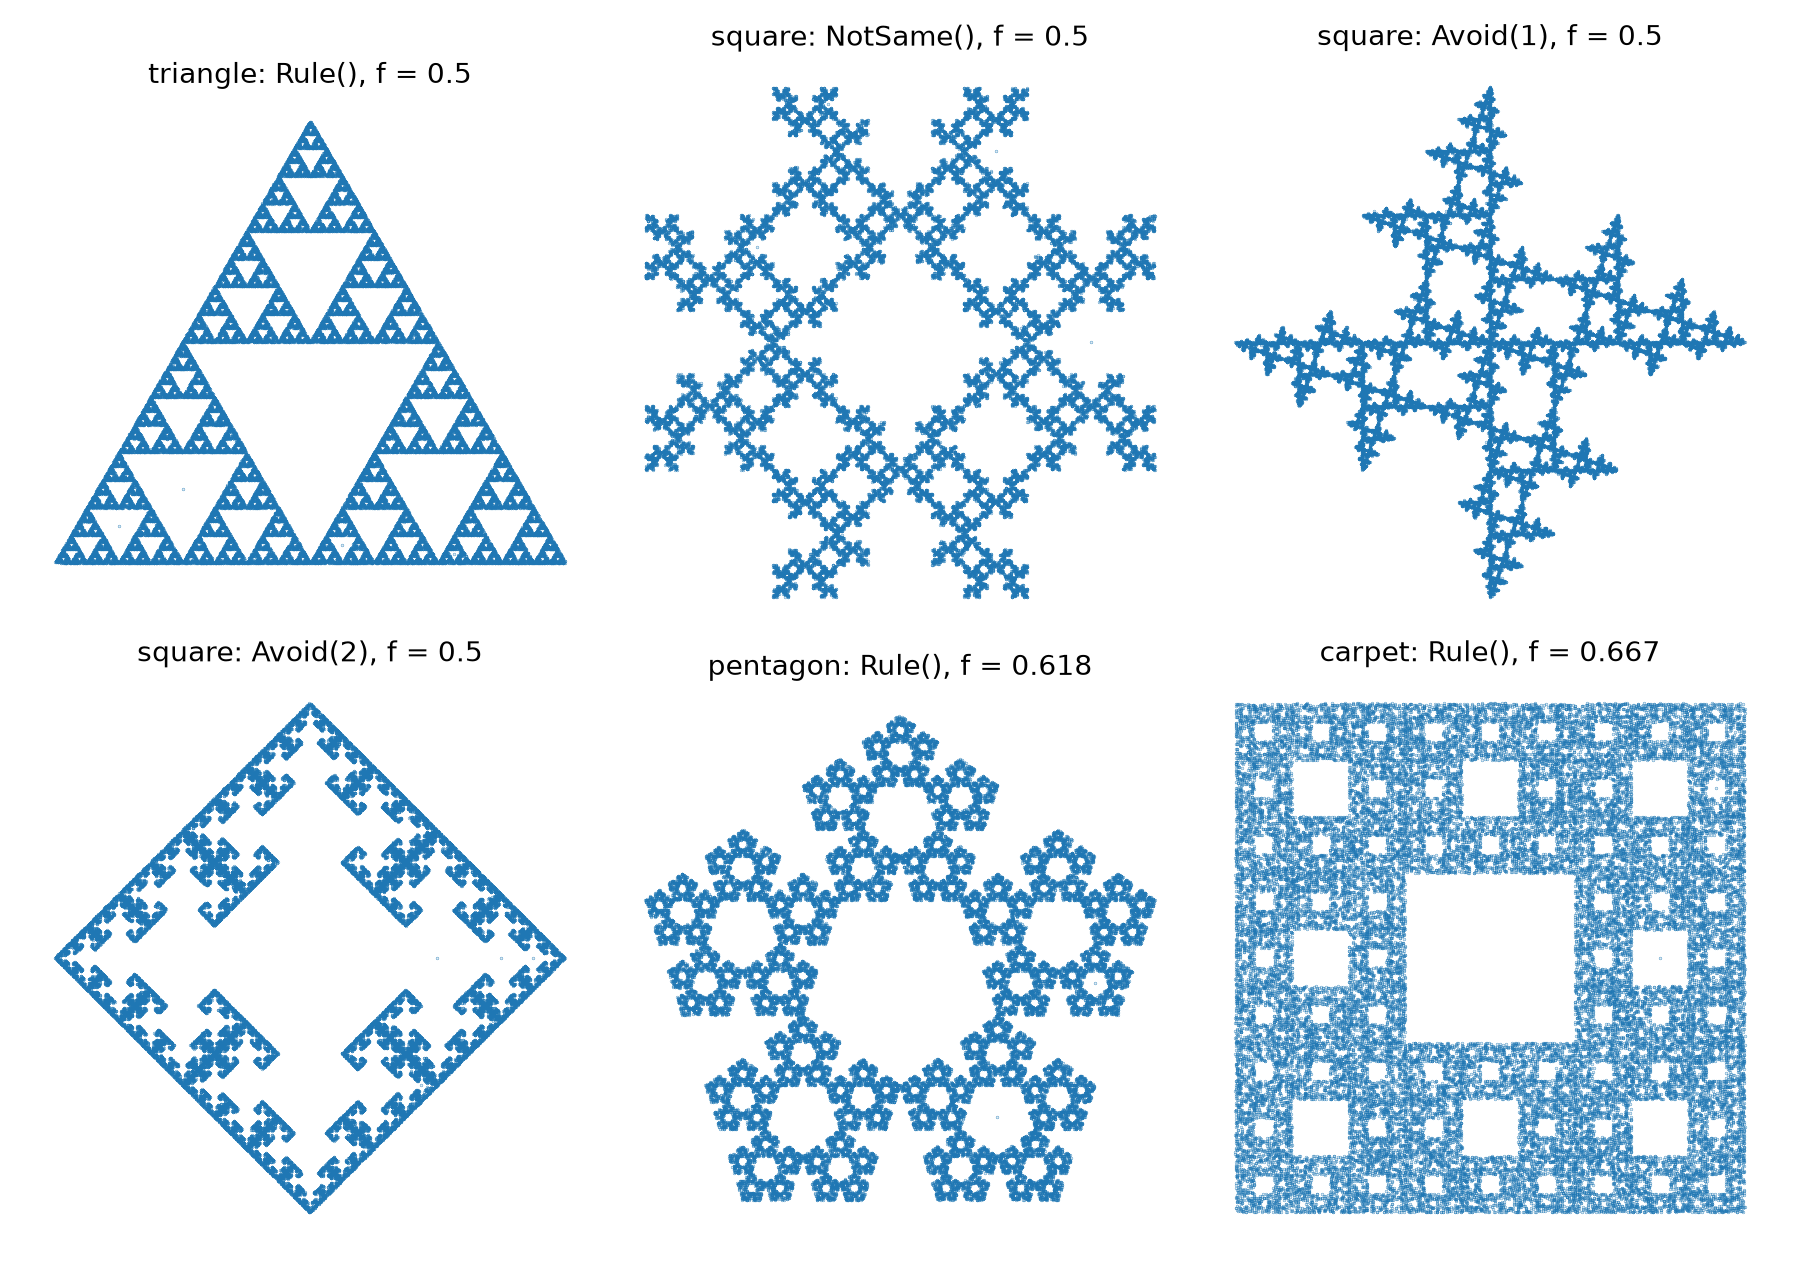 triangle: Rule(), f = 0.5
square: NotSame(), f = 0.5
square: Avoid(1), f = 0.5
square: Avoid(2), f = 0.5
pentagon: Rule(), f = 0.618
carpet: Rule(), f = 0.667